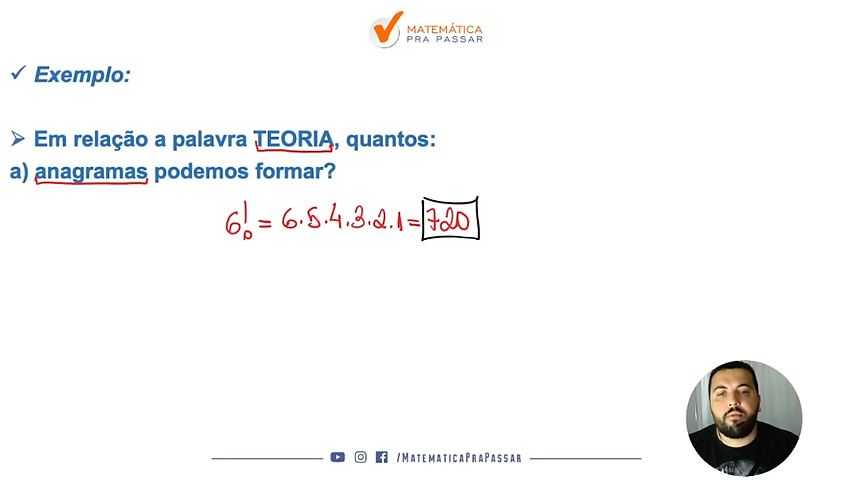 MATEMÁTICA
PRA PASSAR
✓ Exemplo:
➢ Em relação a palavra TEORIA, quantos:
a) anagramas podemos formar?
6! = 6.5.4.3.2.1 = 720
/MatematicaPraPassar